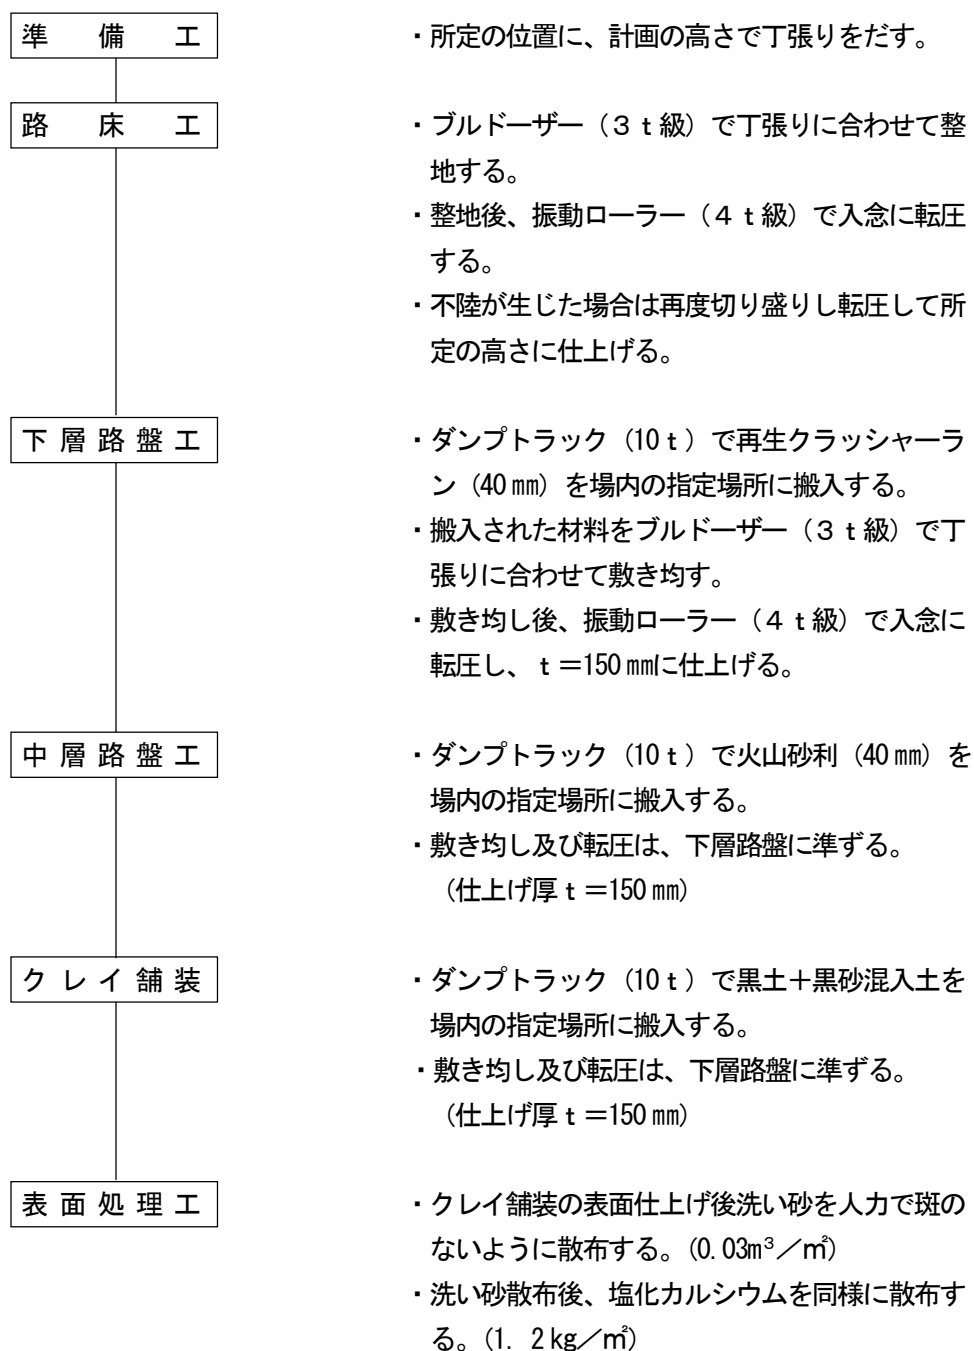 準備工
・所定の位置に、計画の高さで丁張りをだす。
路床工
・ブルドーザー（３ｔ級）で丁張りに合わせて整
地する。
・整地後、振動ローラー（４ｔ級）で入念に転圧
する。
・不陸が生じた場合は再度切り盛りし転圧して所
定の高さに仕上げる。
下層路盤工
・ダンプトラック（10ｔ）で再生クラッシャーラ
ン（40㎜）を場内の指定場所に搬入する。
・搬入された材料をブルドーザー（３ｔ級）で丁
張りに合わせて敷き均す。
・敷き均し後、振動ローラー（４ｔ級）で入念に
転圧し、ｔ＝150㎜に仕上げる。
中層路盤工
・ダンプトラック（10ｔ）で火山砂利（40㎜）を
場内の指定場所に搬入する。
・敷き均し及び転圧は、下層路盤に準ずる。
（仕上げ厚ｔ＝150㎜）
クレイ舗装
・ダンプトラック（10ｔ）で黒土＋黒砂混入土を
場内の指定場所に搬入する。
・敷き均し及び転圧は、下層路盤に準ずる。
（仕上げ厚ｔ＝150㎜）
表面処理工
・クレイ舗装の表面仕上げ後洗い砂を人力で斑の
ないように散布する。(0.03m³／㎡)
・洗い砂散布後、塩化カルシウムを同様に散布す
る。(1. 2kg／㎡)